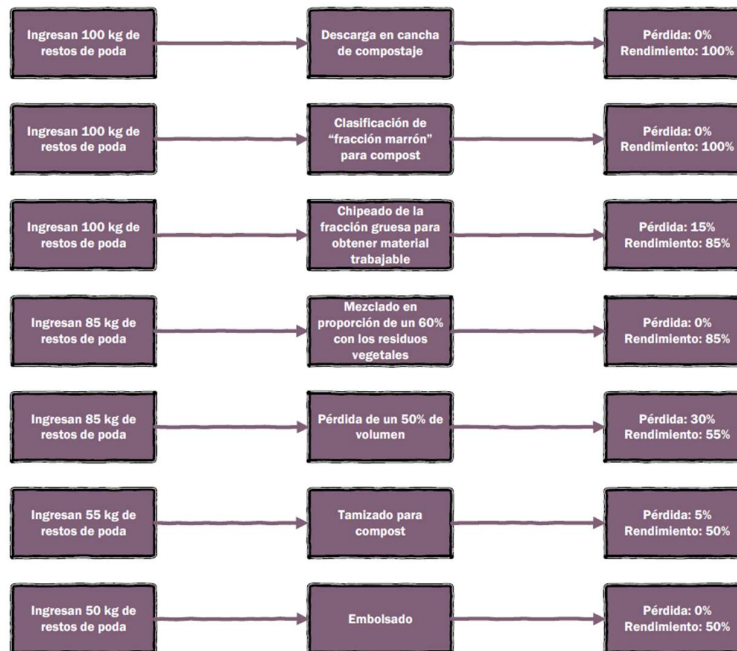 Ingresan 100 kg de
restos de poda
Descarga en cancha
de compostaje
Pérdida: 0%
Rendimiento: 100%
Ingresan 100 kg de
restos de poda
Clasificación de
“fracción marrón”
para compost
Pérdida: 0%
Rendimiento: 100%
Ingresan 100 kg de
restos de poda
Chipeado de la
fracción gruesa para
obtener material
trabajable
Pérdida: 15%
Rendimiento: 85%
Ingresan 85 kg de
restos de poda
Mezclado en
proporción de un 60%
con los residuos
vegetales
Pérdida: 0%
Rendimiento: 85%
Ingresan 85 kg de
restos de poda
Pérdida de un 50% de
volumen
Pérdida: 30%
Rendimiento: 55%
Ingresan 55 kg de
restos de poda
Tamizado para
compost
Pérdida: 5%
Rendimiento: 50%
Ingresan 50 kg de
restos de poda
Embolsado
Pérdida: 0%
Rendimiento: 50%